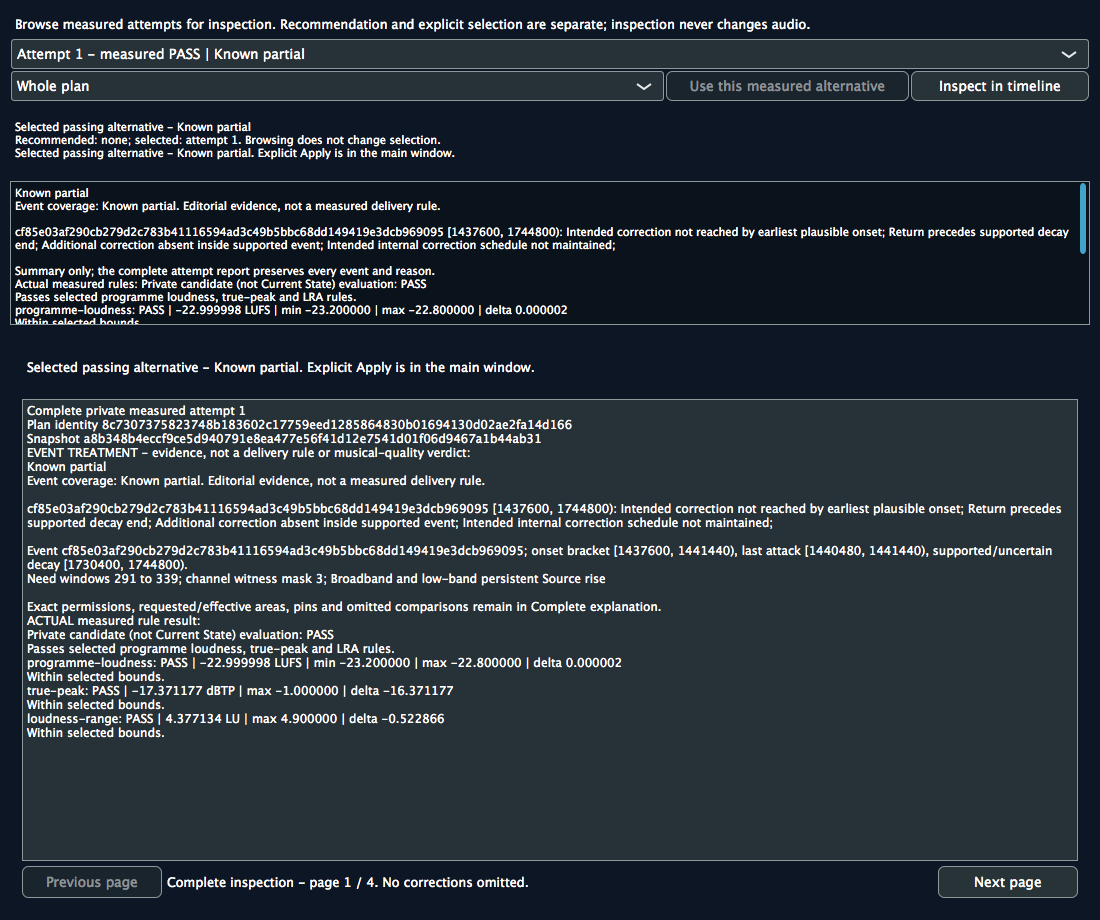 Browse measured attempts for inspection. Recommendation and explicit selection are separate; inspection never changes audio.
Attempt 1 – measured PASS | Known partial
Whole plan
Use this measured alternative
Inspect in timeline
Selected passing alternative – Known partial
Recommended: none; selected: attempt 1. Browsing does not change selection.
Selected passing alternative – Known partial. Explicit Apply is in the main window.
Known partial
Event coverage: Known partial. Editorial evidence, not a measured delivery rule.
cf85e03af290cb279d2c783b41116594ad3c49b5bbc68dd149419e3dcb969095 [1437600, 1744800): Intended correction not reached by earliest plausible onset; Return precedes supported decay
end; Additional correction absent inside supported event; Intended internal correction schedule not maintained;
Summary only; the complete attempt report preserves every event and reason.
Actual measured rules: Private candidate (not Current State) evaluation: PASS
Passes selected programme loudness, true-peak and LRA rules.
programme-loudness: PASS | -22.999998 LUFS | min -23.200000 | max -22.800000 | delta 0.000002
Within selected bounds.
Selected passing alternative – Known partial. Explicit Apply is in the main window.
Complete private measured attempt 1
Plan identity 8c7307375823748b183602c17759eed1285864830b01694130d02ae2fa14d166
Snapshot a8b348b4eccf9ce5d940791e8ea477e56f41d12e7541d01f06d9467a1b44ab31
EVENT TREATMENT – evidence, not a delivery rule or musical-quality verdict:
Known partial
Event coverage: Known partial. Editorial evidence, not a measured delivery rule.
cf85e03af290cb279d2c783b41116594ad3c49b5bbc68dd149419e3dcb969095 [1437600, 1744800): Intended correction not reached by earliest plausible onset; Return precedes
supported decay end; Additional correction absent inside supported event; Intended internal correction schedule not maintained;
Event cf85e03af290cb279d2c783b41116594ad3c49b5bbc68dd149419e3dcb969095; onset bracket [1437600, 1441440), last attack [1440480, 1441440), supported/uncertain
decay [1730400, 1744800).
Need windows 291 to 339; channel witness mask 3; Broadband and low-band persistent Source rise
Exact permissions, requested/effective areas, pins and omitted comparisons remain in Complete explanation.
ACTUAL measured rule result:
Private candidate (not Current State) evaluation: PASS
Passes selected programme loudness, true-peak and LRA rules.
programme-loudness: PASS | -22.999998 LUFS | min -23.200000 | max -22.800000 | delta 0.000002
Within selected bounds.
true-peak: PASS | -17.371177 dBTP | max -1.000000 | delta -16.371177
Within selected bounds.
loudness-range: PASS | 4.377134 LU | max 4.900000 | delta -0.522866
Within selected bounds.
Previous page
Complete inspection – page 1 / 4. No corrections omitted.
Next page